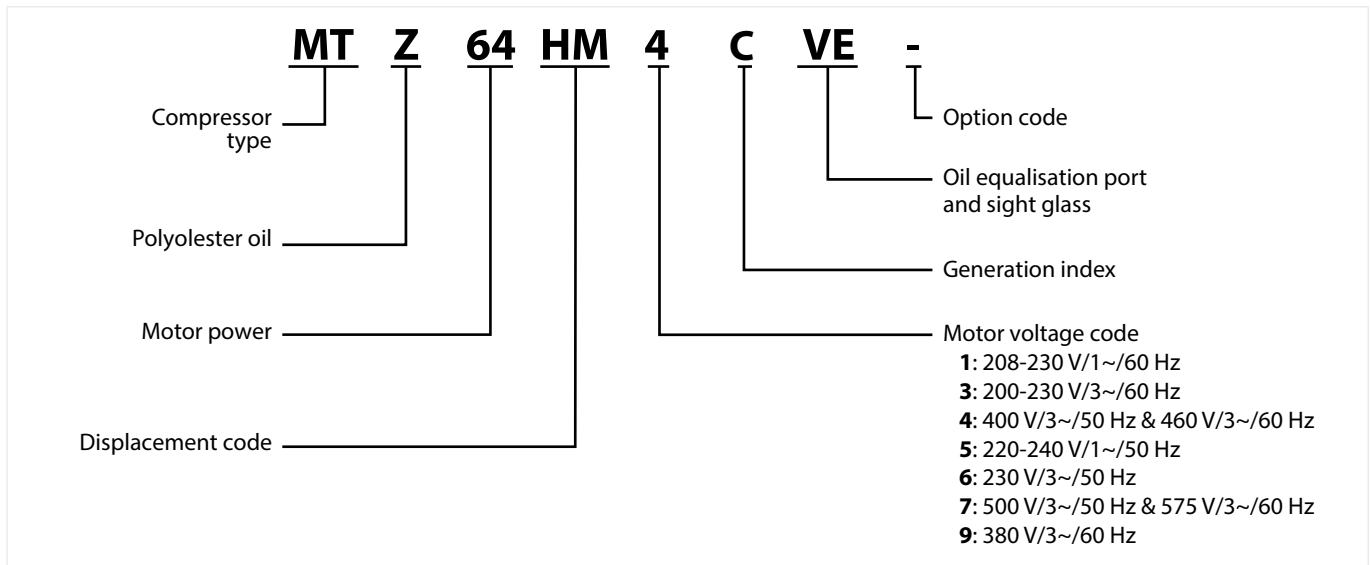 MT Z 64 HM 4 C VE -
Compressor
type
Polyolester oil
Motor power
Displacement code
Option code
Oil equalisation port
and sight glass
Generation index
Motor voltage code
1: 208-230 V/1~/60 Hz
3: 200-230 V/3~/60 Hz
4: 400 V/3~/50 Hz & 460 V/3~/60 Hz
5: 220-240 V/1~/50 Hz
6: 230 V/3~/50 Hz
7: 500 V/3~/50 Hz & 575 V/3~/60 Hz
9: 380 V/3~/60 Hz